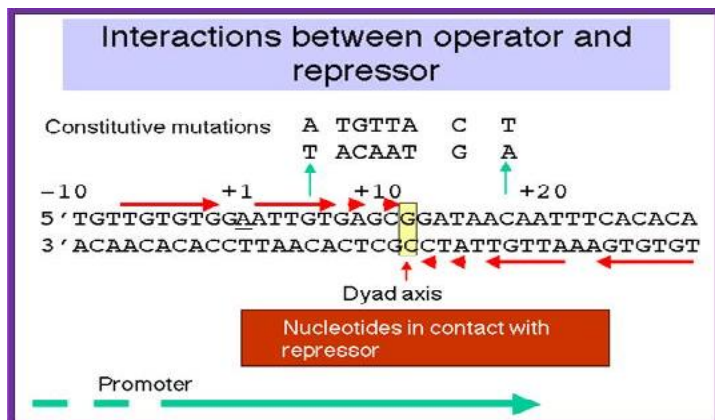 Interactions between operator and
repressor
Constitutive mutations A TGTTA C T
T ACAAT G A
−10 +1 +10 +20
5'TGTTGTGTGGAATTGTGAGCGGATAACAATTTCACACA
3'ACAACACACCTTAACACTCGCCTATTGTTAAAGTGTGT
Dyad axis
Nucleotides in contact with
repressor
Promoter